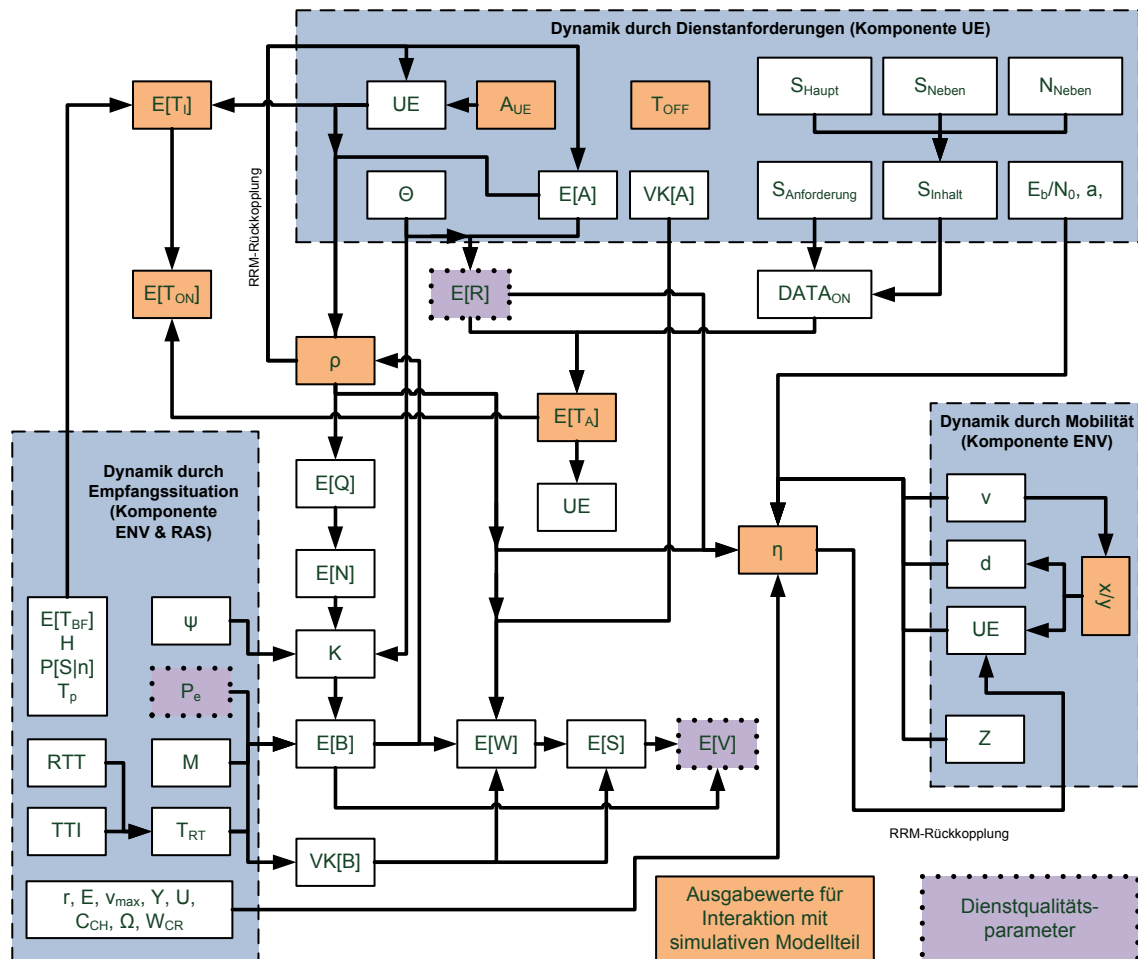 Dynamik durch Dienstanforderungen (Komponente UE)
E[T_I]
UE
A_UE
T_OFF
S_Haupt
S_Neben
N_Neben
Θ
E[A]
VK[A]
S_Anforderung
S_Inhalt
E_b/N_0, a,
RRM-Rückkopplung
E[T_ON]
E[R]
DATA_ON
ρ
E[T_A]
UE
E[Q]
E[N]
K
E[B]
E[W]
E[S]
E[V]
VK[B]
η
Dynamik durch
Empfangssituation
(Komponente
ENV & RAS)
E[T_BF]
H
P[S|n]
T_p
ψ
P_e
RTT
M
TTI
T_RT
r, E, v_max, Y, U,
C_CH, Ω, W_CR
Dynamik durch Mobilität
(Komponente ENV)
v
d
UE
Z
x/y
RRM-Rückkopplung
Ausgabewerte für
Interaktion mit
simulativen Modellteil
Dienstqualitäts-
parameter